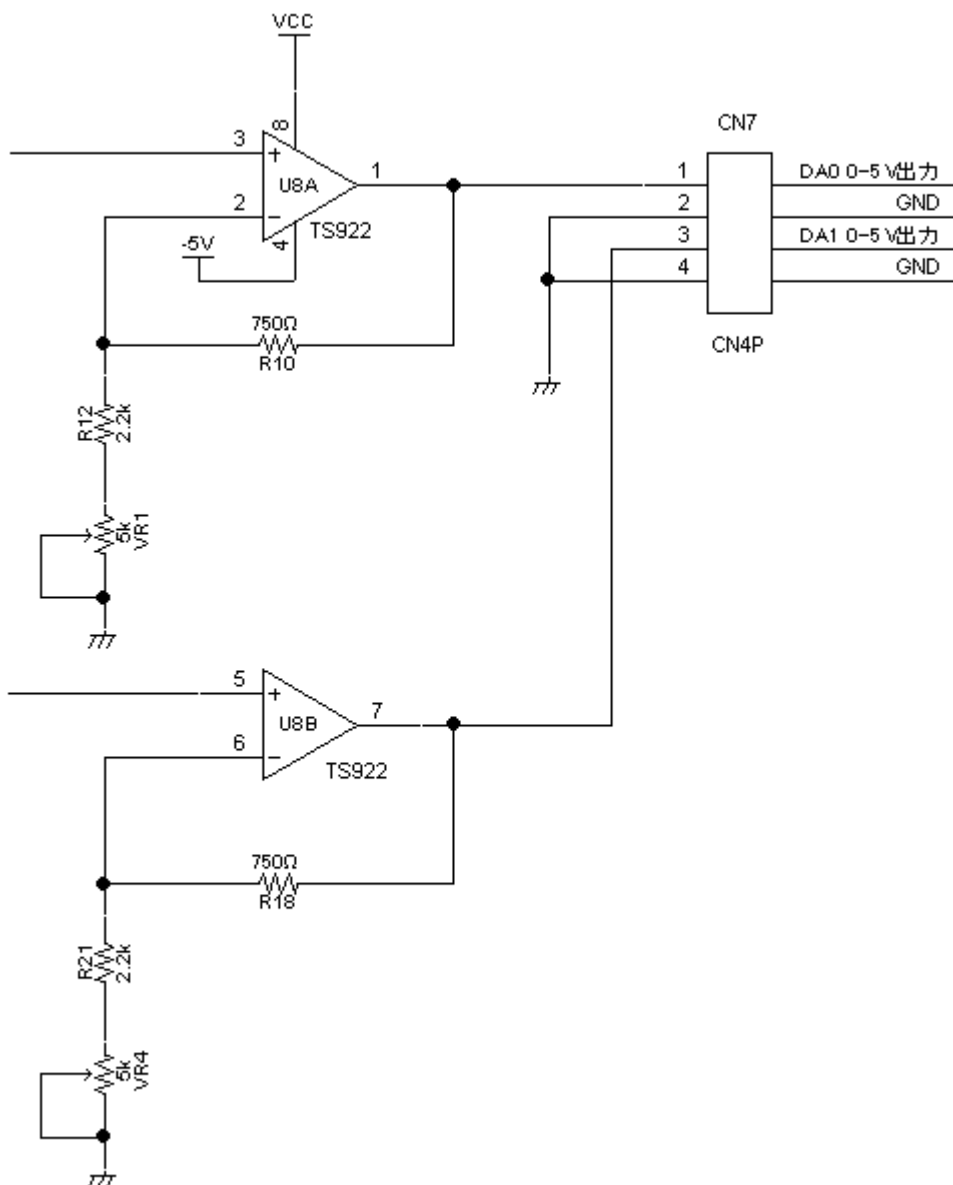 VCC
8
CN7
3
+
1
1
DA0 0-5V出力
U8A
2
GND
2
−
TS922
3
DA1 0-5V出力
-5V
4
4
GND
750Ω
R10
CN4P
R12
2.2k
5k
VR1
5
+
7
U8B
6
−
TS922
750Ω
R18
R21
2.2k
5k
VR4